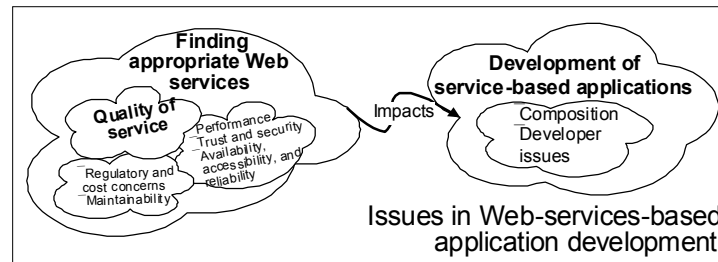 Finding
appropriate Web
services
Quality of
service
Performance
Trust and security
Availability,
accessibility, and
reliability
Regulatory and
cost concerns
Maintainability
Impacts
Development of
service-based applications
Composition
Developer
issues
Issues in Web-services-based
application development